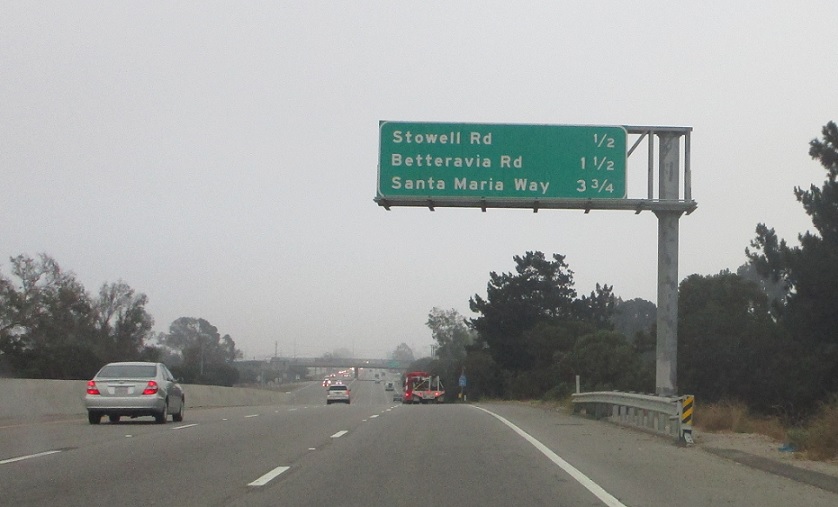 Stowell Rd ½
Betteravia Rd 1 ½
Santa Maria Way 3 ¾